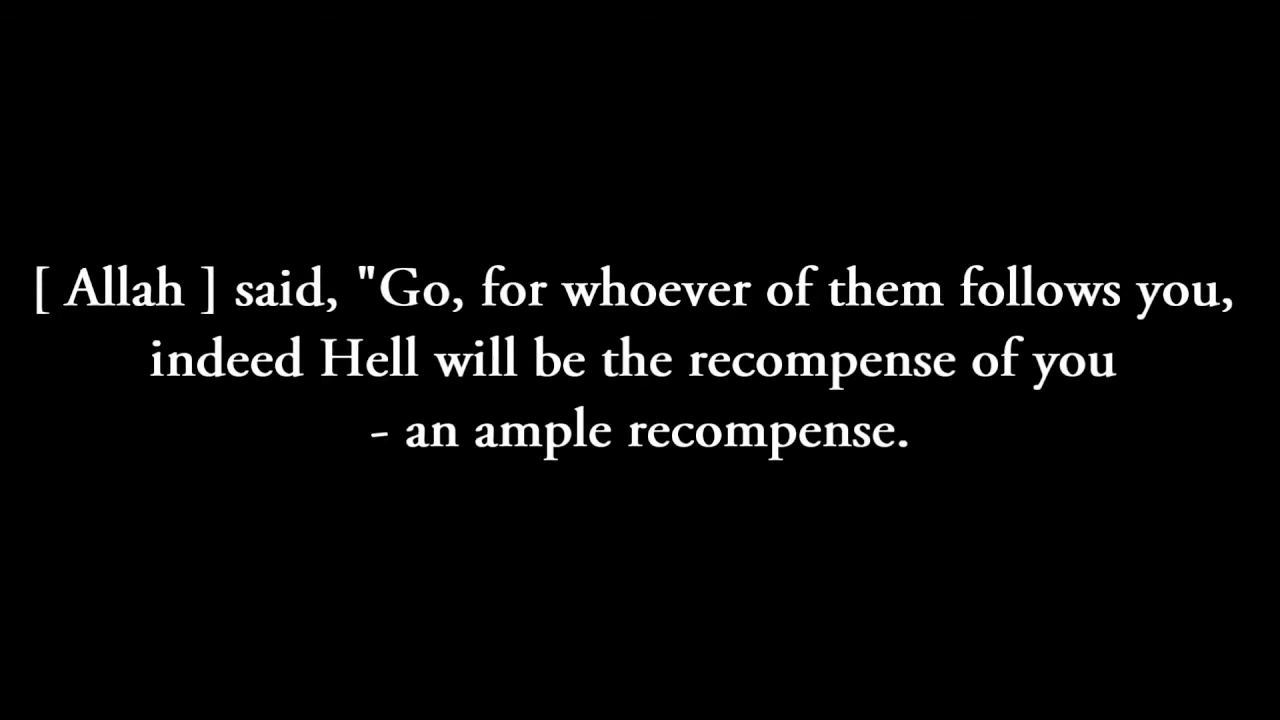 [ Allah ] said, "Go, for whoever of them follows you,
indeed Hell will be the recompense of you
- an ample recompense.